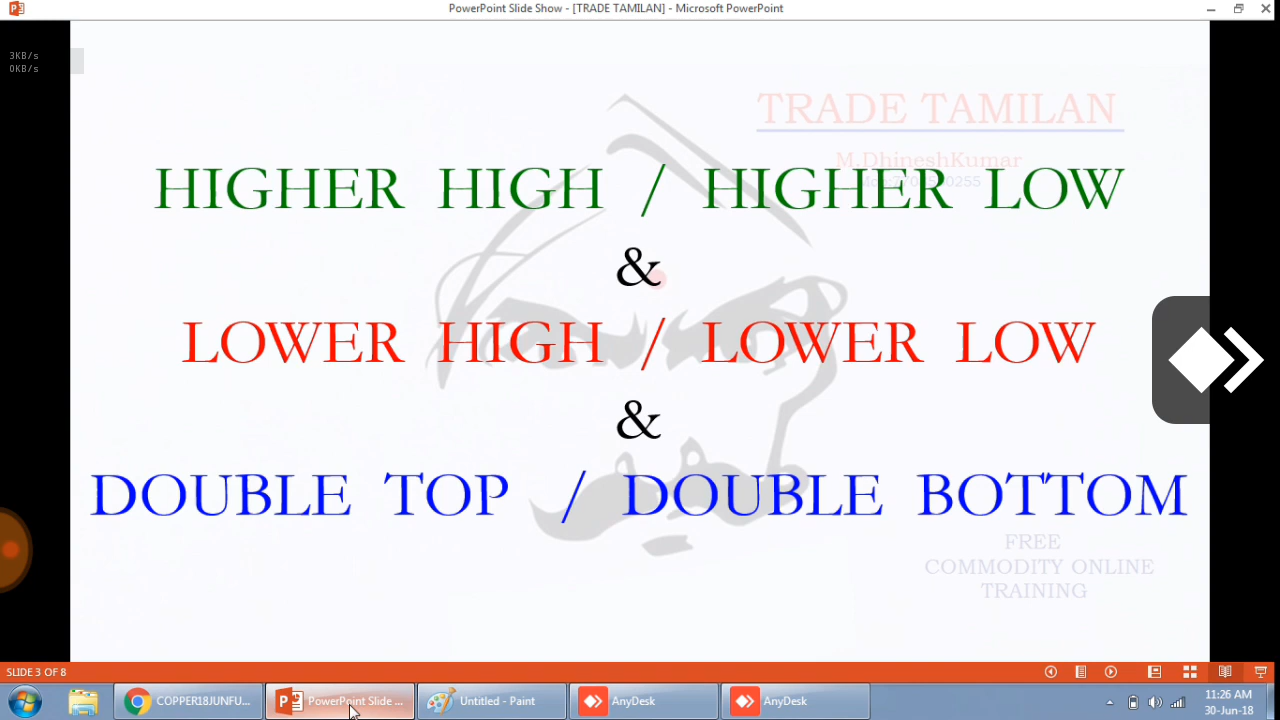 PowerPoint Slide Show - [TRADE TAMILAN] - Microsoft PowerPoint
3KB/s
0KB/s
TRADE TAMILAN
M.DhineshKumar
HIGHER HIGH / HIGHER LOW
&
LOWER HIGH / LOWER LOW
&
DOUBLE TOP / DOUBLE BOTTOM
FREE
COMMODITY ONLINE
TRAINING
SLIDE 3 OF 8
COPPER18JUNFU... PowerPoint Slide ... Untitled - Paint AnyDesk AnyDesk
11:26 AM
30-Jun-18